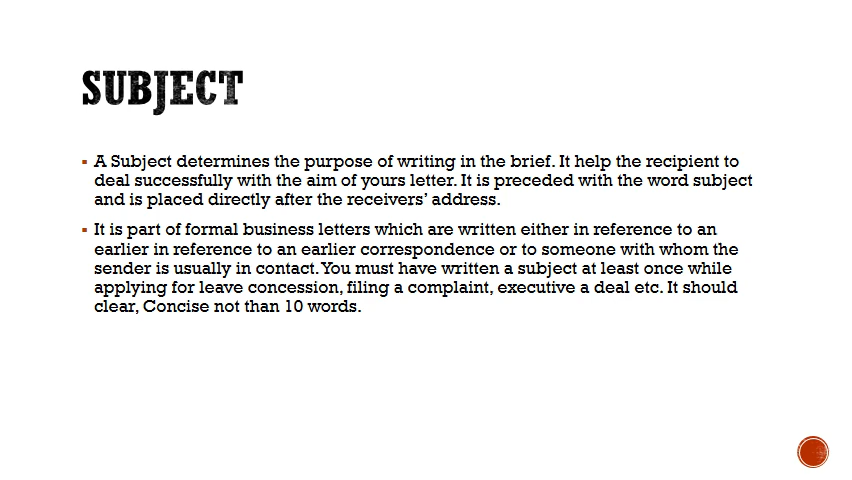 SUBJECT
▪ A Subject determines the purpose of writing in the brief. It help the recipient to
deal successfully with the aim of yours letter. It is preceded with the word subject
and is placed directly after the receivers' address.
▪ It is part of formal business letters which are written either in reference to an
earlier in reference to an earlier correspondence or to someone with whom the
sender is usually in contact. You must have written a subject at least once while
applying for leave concession, filing a complaint, executive a deal etc. It should
clear, Concise not than 10 words.